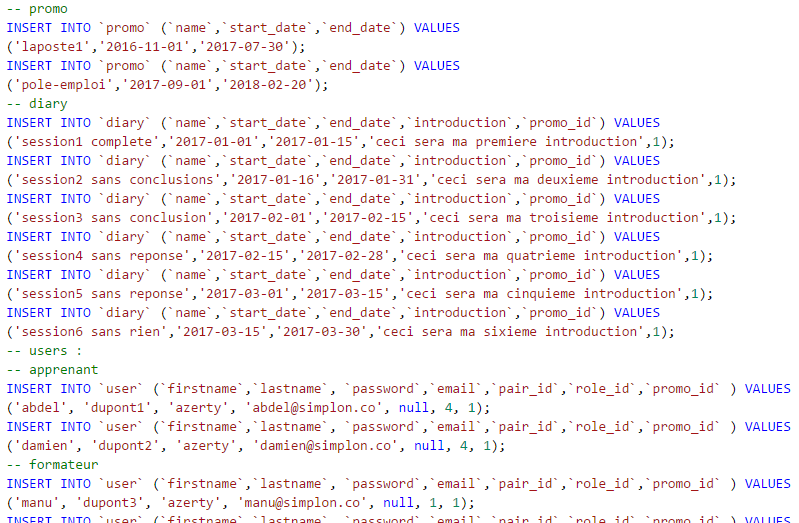 -- promo
INSERT INTO `promo` (`name`,`start_date`,`end_date`) VALUES
('laposte1','2016-11-01','2017-07-30');
INSERT INTO `promo` (`name`,`start_date`,`end_date`) VALUES
('pole-emploi','2017-09-01','2018-02-20');
-- diary
INSERT INTO `diary` (`name`,`start_date`,`end_date`,`introduction`,`promo_id`) VALUES
('session1 complete','2017-01-01','2017-01-15','ceci sera ma premiere introduction',1);
INSERT INTO `diary` (`name`,`start_date`,`end_date`,`introduction`,`promo_id`) VALUES
('session2 sans conclusions','2017-01-16','2017-01-31','ceci sera ma deuxieme introduction',1);
INSERT INTO `diary` (`name`,`start_date`,`end_date`,`introduction`,`promo_id`) VALUES
('session3 sans conclusion','2017-02-01','2017-02-15','ceci sera ma troisieme introduction',1);
INSERT INTO `diary` (`name`,`start_date`,`end_date`,`introduction`,`promo_id`) VALUES
('session4 sans reponse','2017-02-15','2017-02-28','ceci sera ma quatrieme introduction',1);
INSERT INTO `diary` (`name`,`start_date`,`end_date`,`introduction`,`promo_id`) VALUES
('session5 sans reponse','2017-03-01','2017-03-15','ceci sera ma cinquieme introduction',1);
INSERT INTO `diary` (`name`,`start_date`,`end_date`,`introduction`,`promo_id`) VALUES
('session6 sans rien','2017-03-15','2017-03-30','ceci sera ma sixieme introduction',1);
-- users :
-- apprenant
INSERT INTO `user` (`firstname`,`lastname`, `password`,`email`,`pair_id`,`role_id`,`promo_id` ) VALUES
('abdel', 'dupont1', 'azerty', 'abdel@simplon.co', null, 4, 1);
INSERT INTO `user` (`firstname`,`lastname`, `password`,`email`,`pair_id`,`role_id`,`promo_id` ) VALUES
('damien', 'dupont2', 'azerty', 'damien@simplon.co', null, 4, 1);
-- formateur
INSERT INTO `user` (`firstname`,`lastname`, `password`,`email`,`pair_id`,`role_id`,`promo_id` ) VALUES
('manu', 'dupont3', 'azerty', 'manu@simplon.co', null, 1, 1);
INSERT INTO `user` (`firstname`,`lastname`, `password`,`email`,`pair_id`,`role_id`,`promo_id` ) VALUES